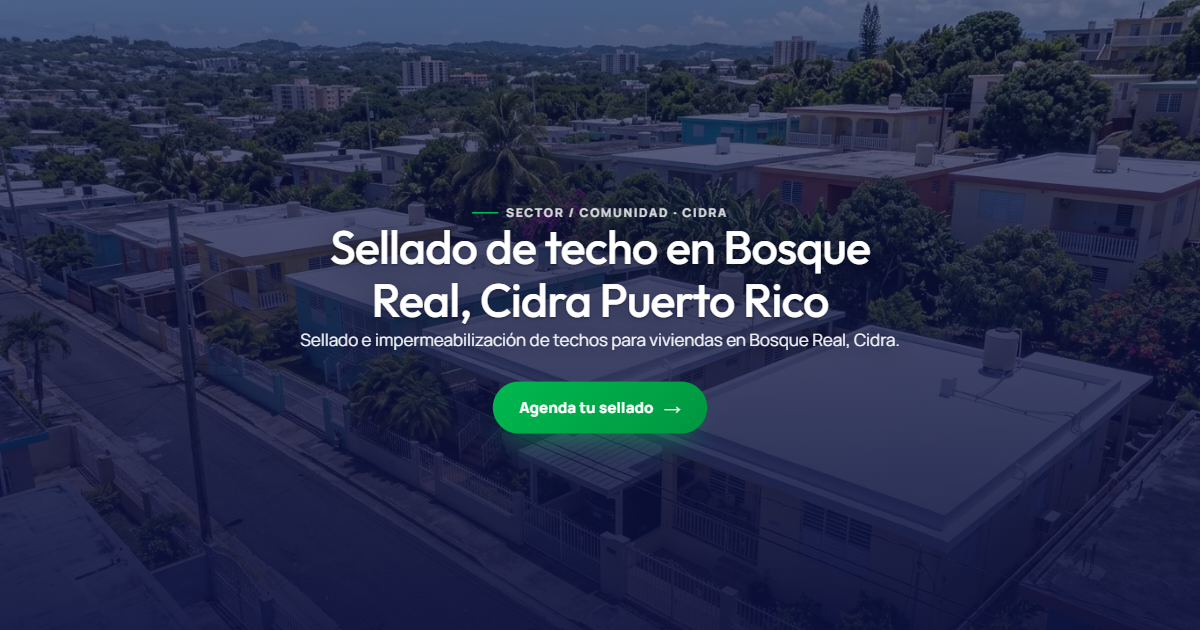 SECTOR / COMUNIDAD · CIDRA
Sellado de techo en Bosque
Real, Cidra Puerto Rico
Sellado e impermeabilización de techos para viviendas en Bosque Real, Cidra.
Agenda tu sellado →